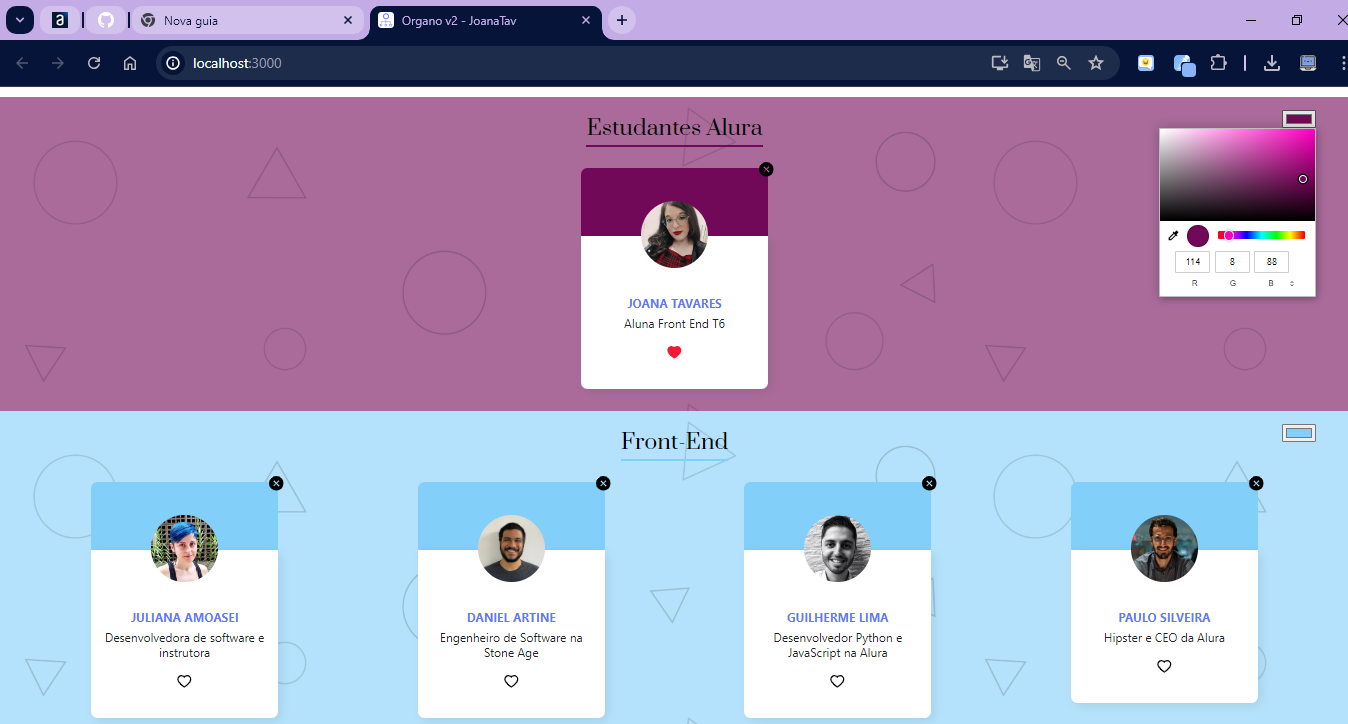 a
Nova guia
Organo v2 - JoanaTav
localhost:3000
Estudantes Alura
JOANA TAVARES
Aluna Front End T6
114 8 88
R G B
Front-End
JULIANA AMOASEI
Desenvolvedora de software e
instrutora
DANIEL ARTINE
Engenheiro de Software na
Stone Age
GUILHERME LIMA
Desenvolvedor Python e
JavaScript na Alura
PAULO SILVEIRA
Hipster e CEO da Alura